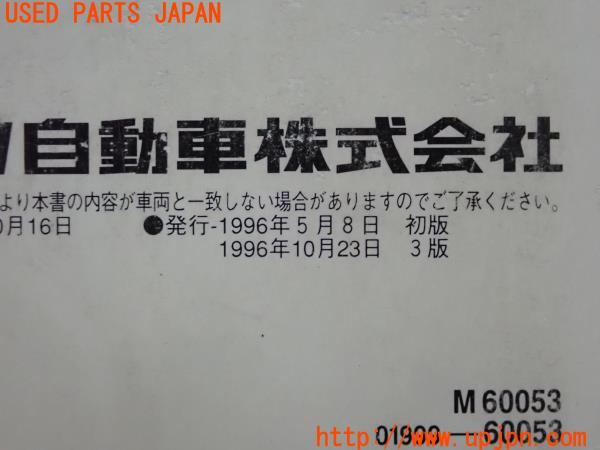 USED PARTS JAPAN
自動車株式会社
より本書の内容が車両と一致しない場合がありますのでご了承ください。
0月16日 ●発行-1996年5月8日 初版
1996年10月23日 3版
M 60053
01999—60053
http://www.upjpn.com